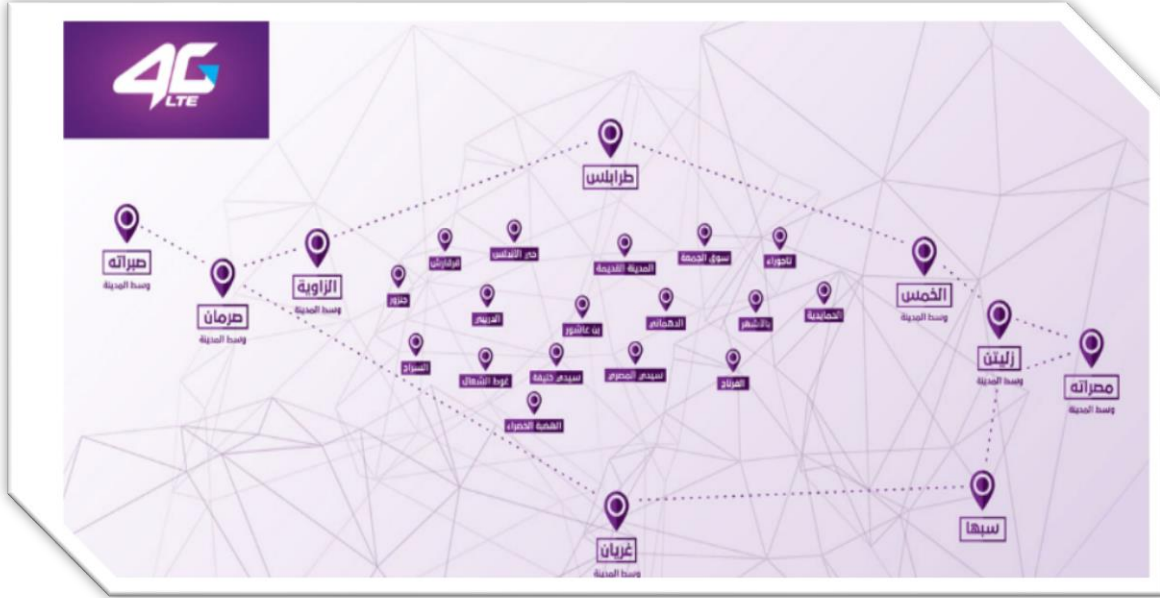 4G
LTE
طرابلس
صبراته
وسط المدينة
صرمان
وسط المدينة
الزاوية
وسط المدينة
الخمس
وسط المدينة
زليتن
وسط المدينة
مصراته
وسط المدينة
سبها
غريان
وسط المدينة
قرقارش
حي الأندلس
المدينة القديمة
سوق الجمعة
تاجوراء
جنزور
الدريبي
بن عاشور
الدهماني
بالأشهر
الحمايدية
السراج
غوط الشعال
سيدي خليفة
سيدي المصري
الفرناج
الهضبة الخضراء